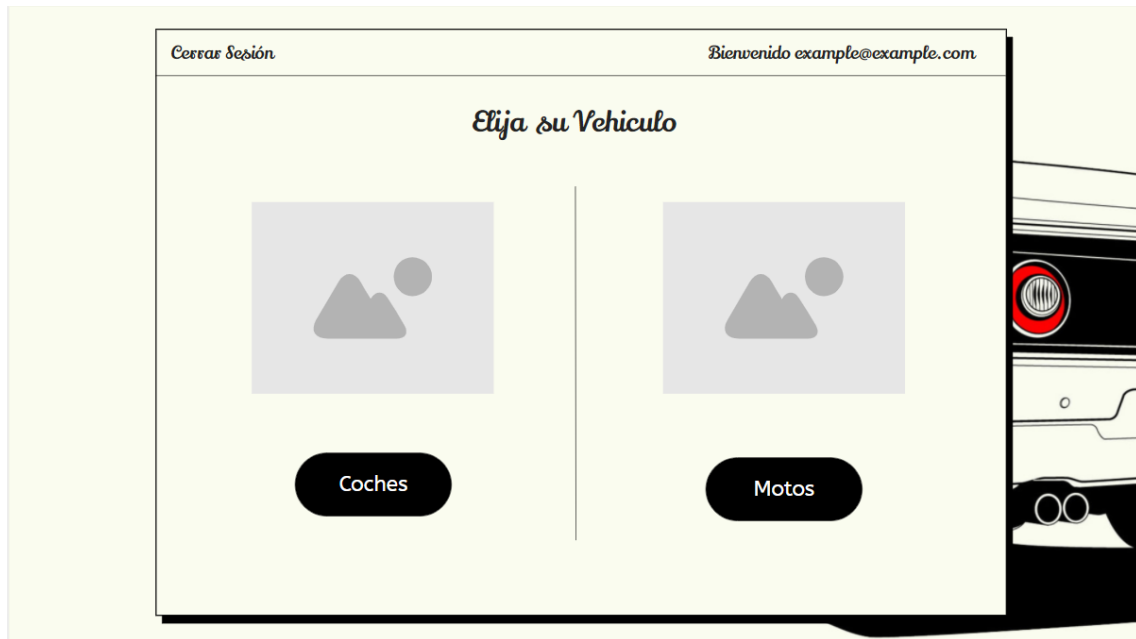 Cerrar Sesión
Bienvenido example@example.com
Elija su Vehiculo
Coches
Motos